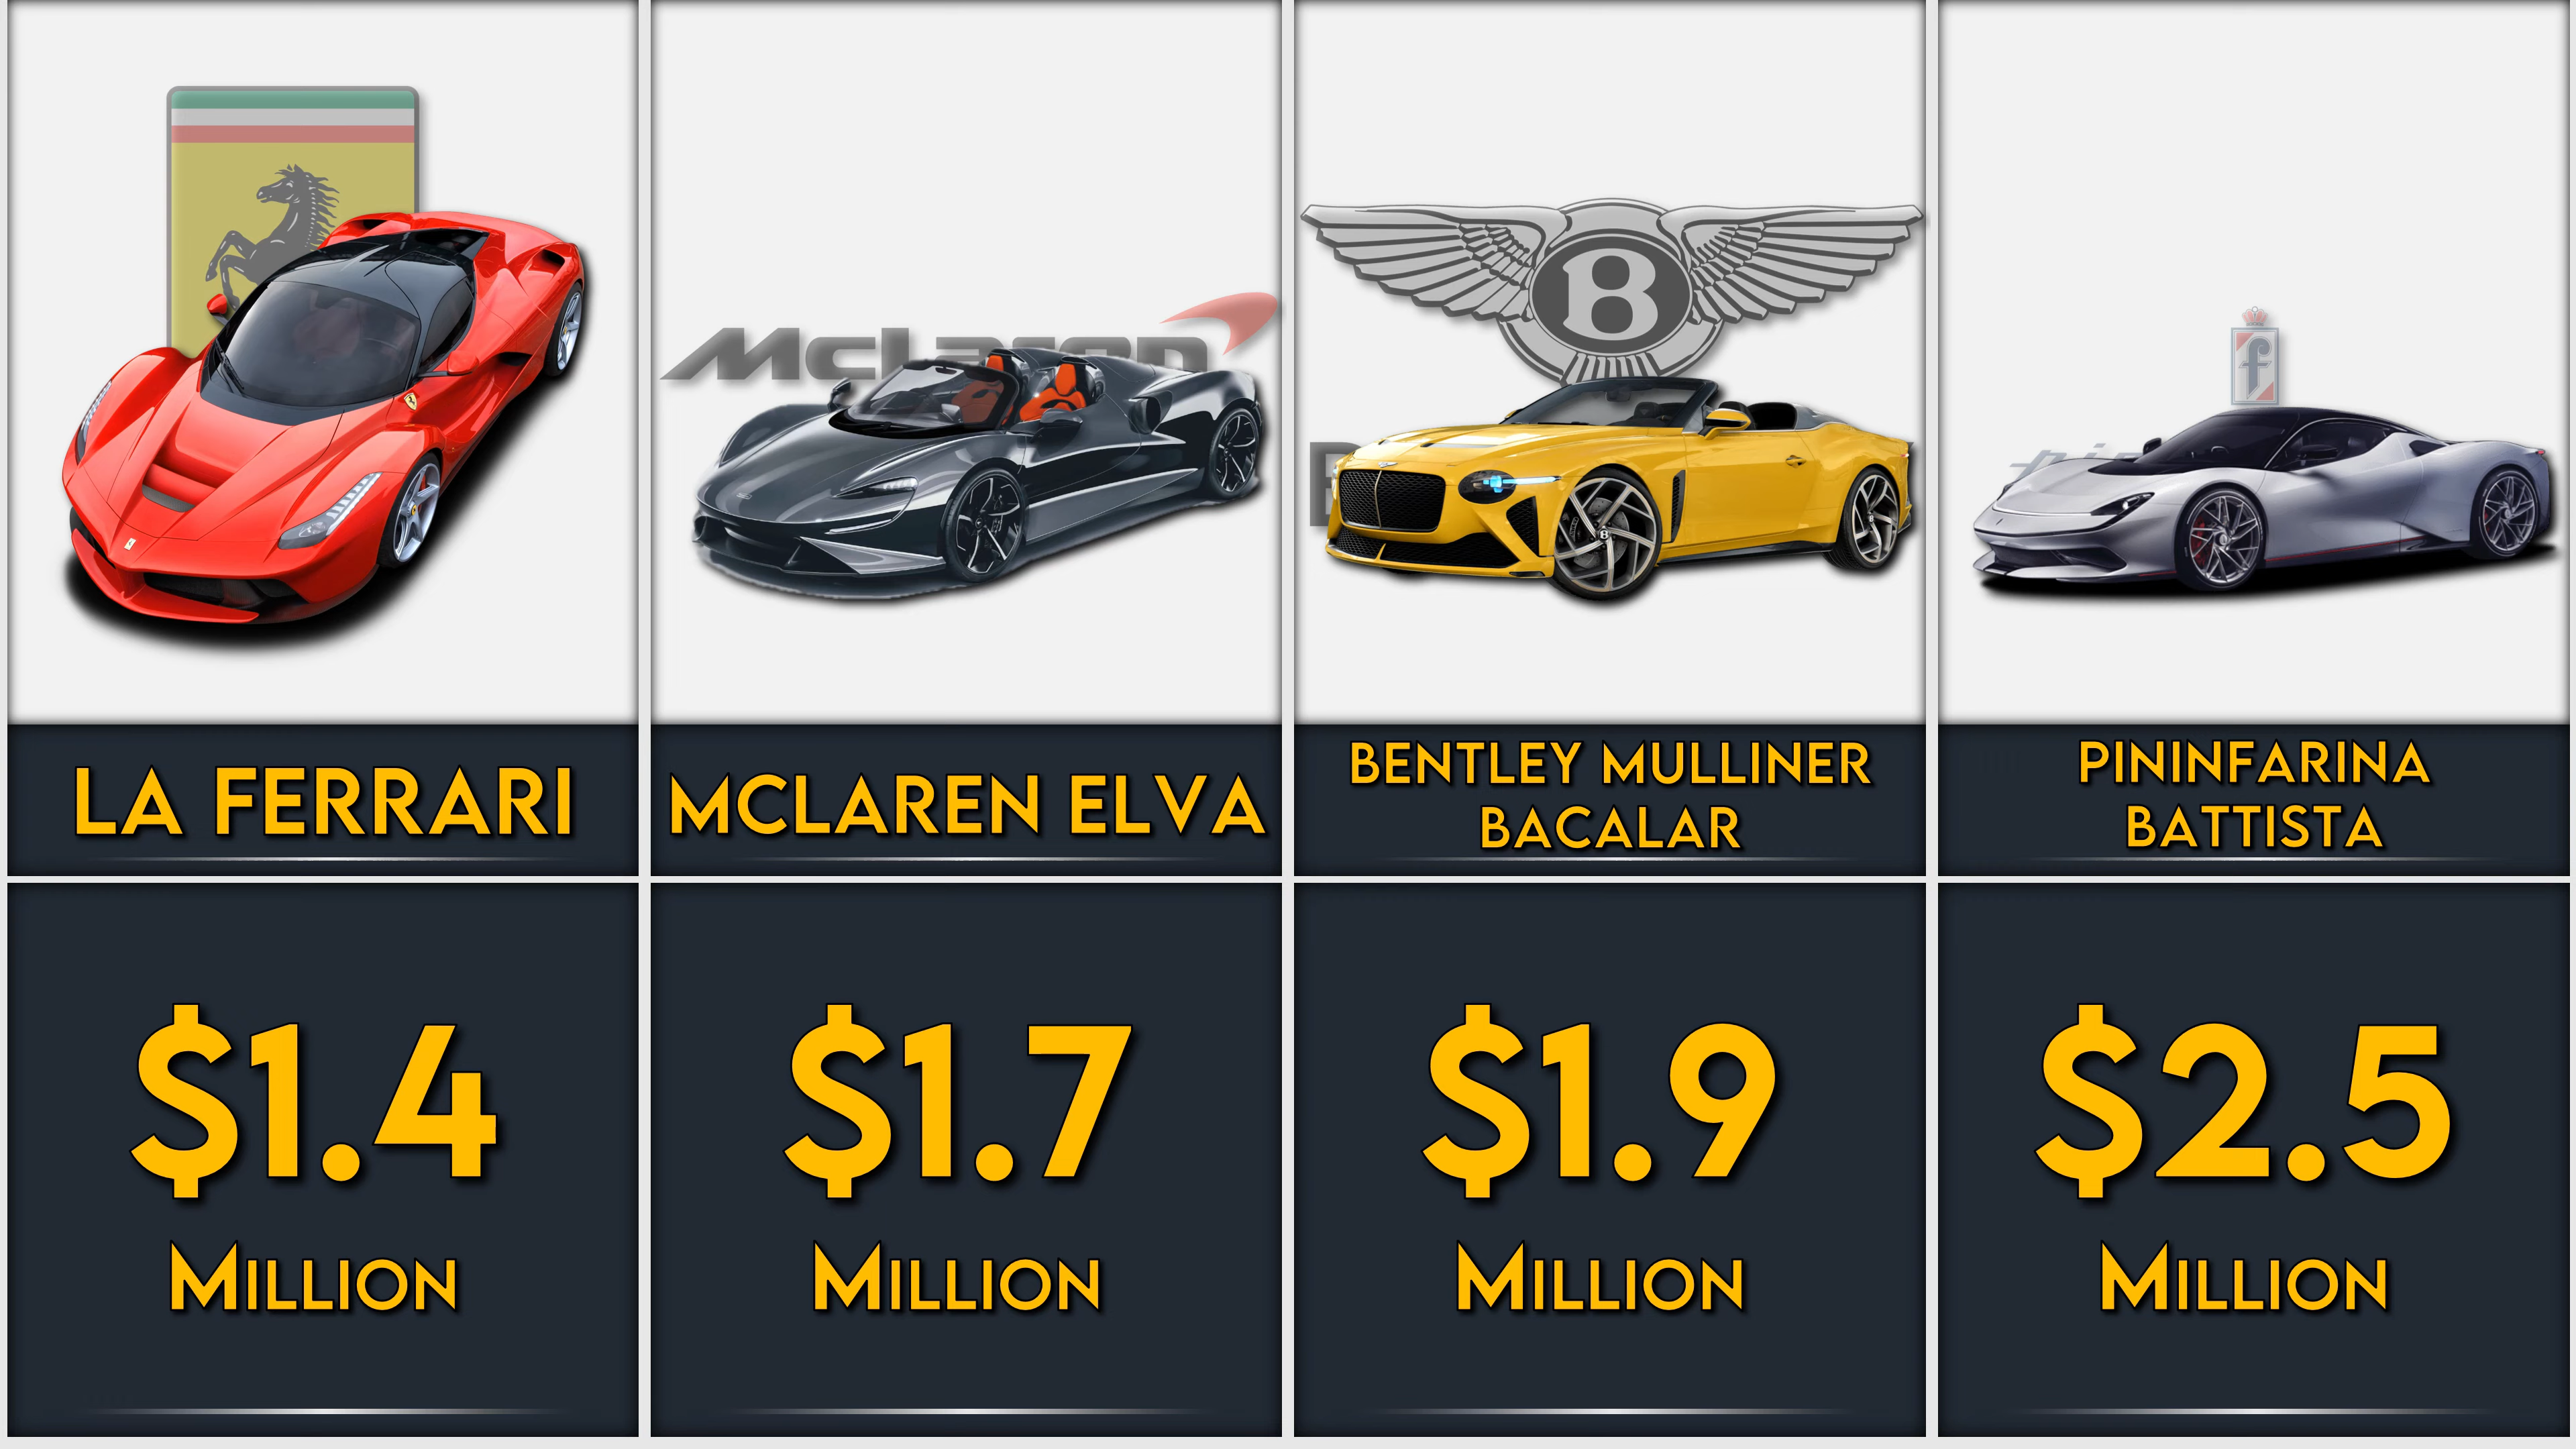 McLaren
B
LA FERRARI
MCLAREN ELVA
BENTLEY MULLINER
BACALAR
PININFARINA
BATTISTA
$1.4
MILLION
$1.7
MILLION
$1.9
MILLION
$2.5
MILLION